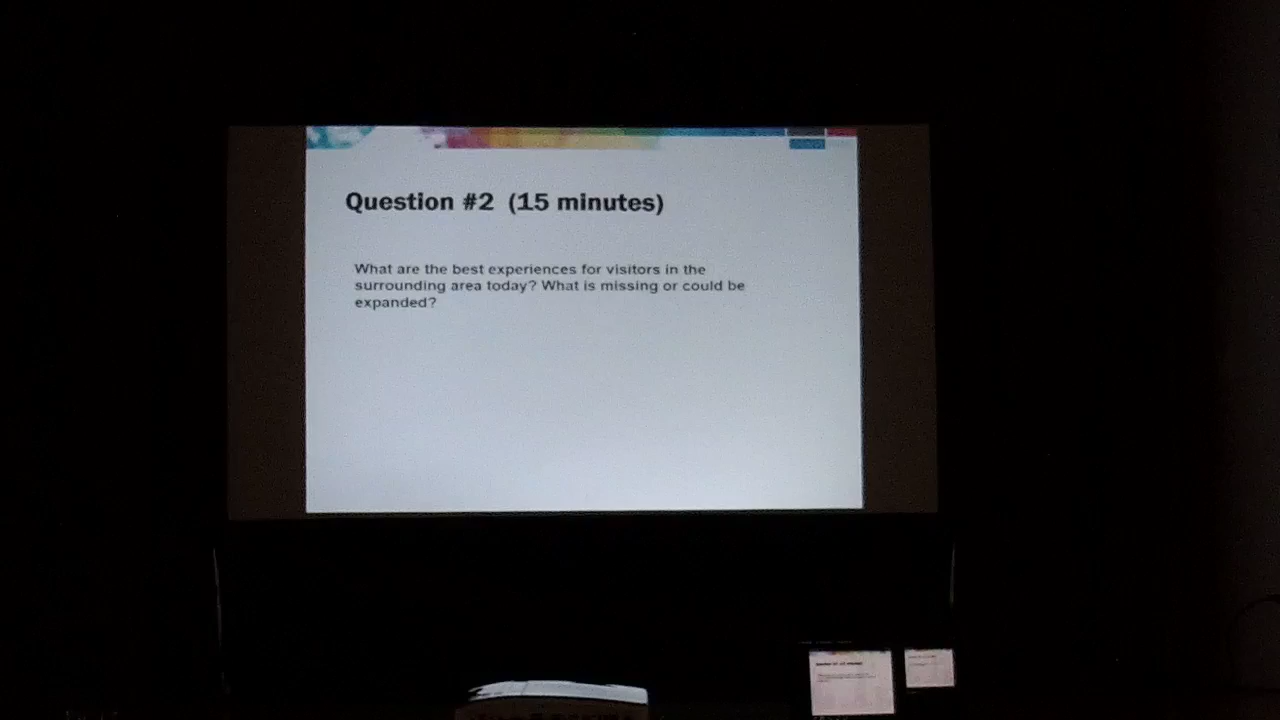 Question #2 (15 minutes)
What are the best experiences for visitors in the
surrounding area today? What is missing or could be
expanded?